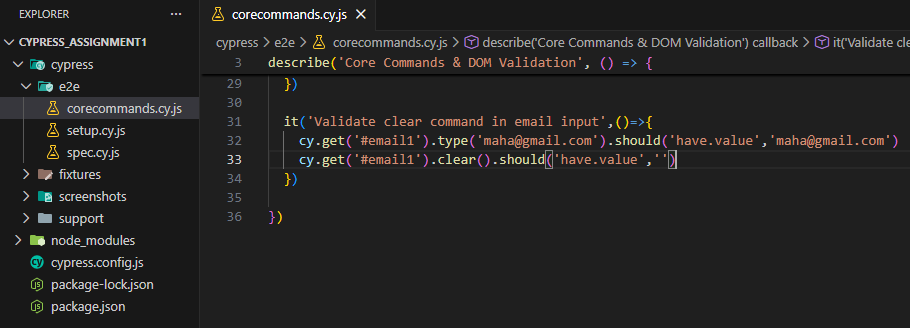 EXPLORER ···
CYPRESS_ASSIGNMENT1
cypress
e2e
corecommands.cy.js
setup.cy.js
spec.cy.js
fixtures
screenshots
support
node_modules
cy cypress.config.js
package-lock.json
package.json
corecommands.cy.js ×
cypress > e2e > corecommands.cy.js > describe('Core Commands & DOM Validation') callback > it('Validate cle
3 describe('Core Commands & DOM Validation', () => {
29 })
30
31 it('Validate clear command in email input',()=>{
32 cy.get('#email1').type('maha@gmail.com').should('have.value','maha@gmail.com')
33 cy.get('#email1').clear().should('have.value','')
34 })
35
36 })